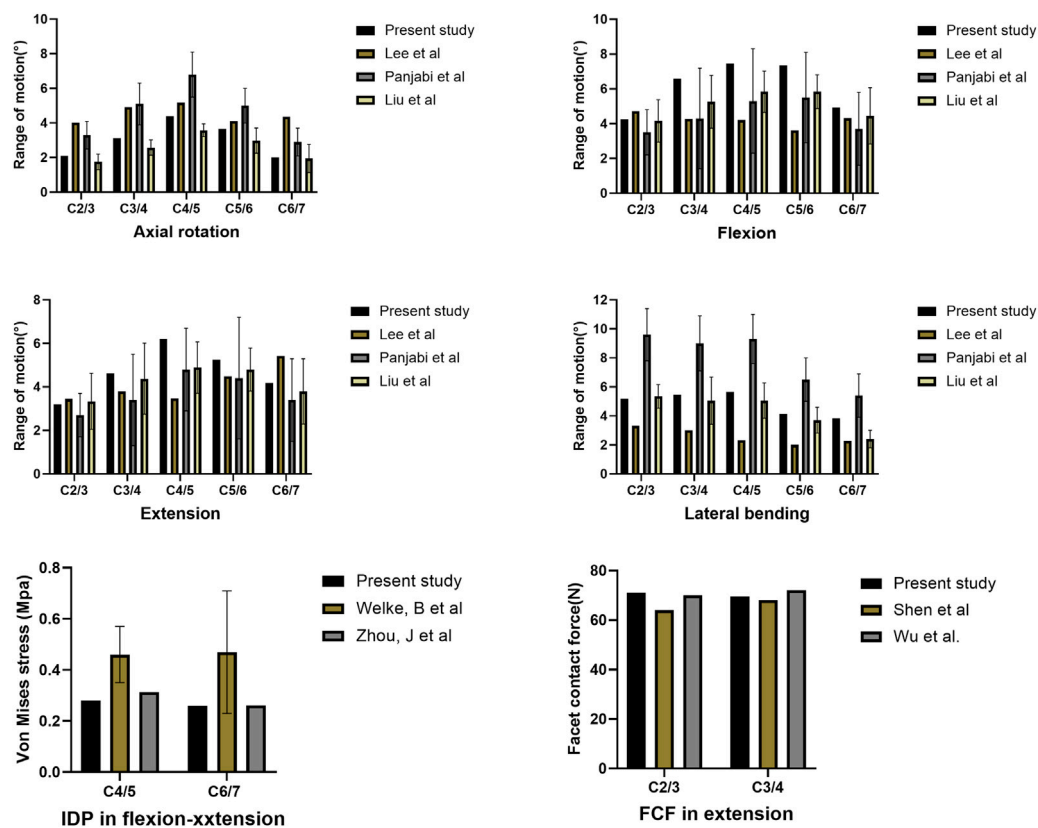 Range of motion(°)
10
8
6
4
2
0
C2/3 C3/4 C4/5 C5/6 C6/7
Axial rotation
Present study
Lee et al
Panjabi et al
Liu et al
Range of motion(°)
10
8
6
4
2
0
C2/3 C3/4 C4/5 C5/6 C6/7
Flexion
Present study
Lee et al
Panjabi et al
Liu et al
Range of motion(°)
8
6
4
2
0
C2/3 C3/4 C4/5 C5/6 C6/7
Extension
Present study
Lee et al
Panjabi et al
Liu et al
Range of motion(°)
12
10
8
6
4
2
0
C2/3 C3/4 C4/5 C5/6 C6/7
Lateral bending
Present study
Lee et al
Panjabi et al
Liu et al
Von Mises stress (Mpa)
0.8
0.6
0.4
0.2
0.0
C4/5 C6/7
IDP in flexion-xxtension
Present study
Welke, B et al
Zhou, J et al
Facet contact force(N)
80
60
40
20
0
C2/3 C3/4
FCF in extension
Present study
Shen et al
Wu et al.